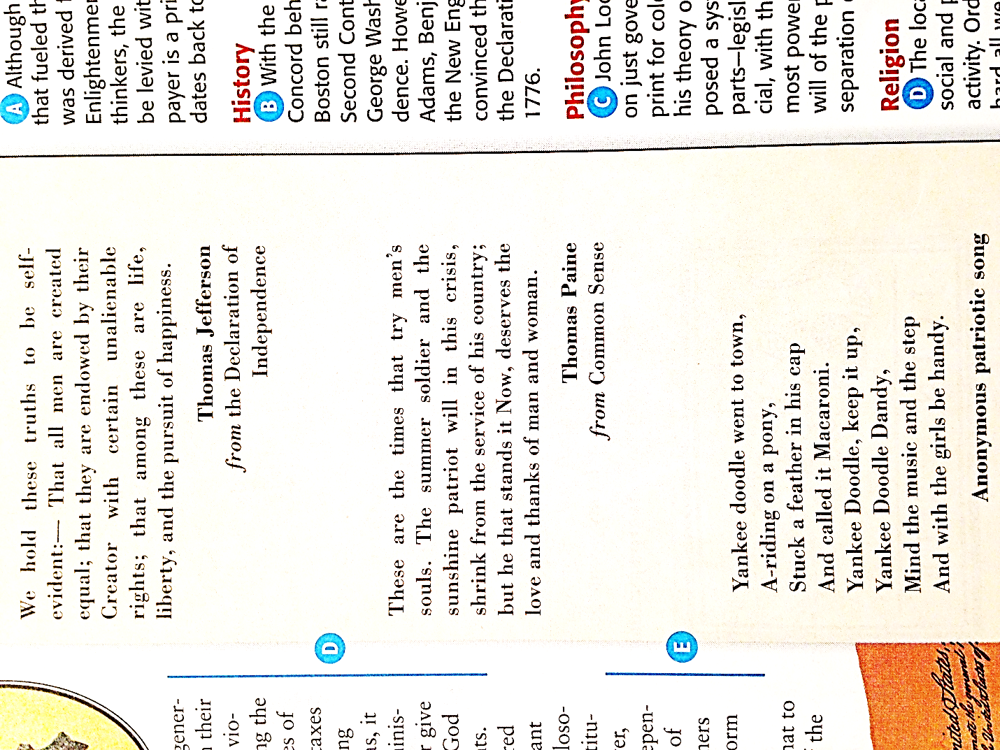 We hold these truths to be self-
evident:— That all men are created
equal; that they are endowed by their
Creator with certain unalienable
rights; that among these are life,
liberty, and the pursuit of happiness.
Thomas Jefferson
from the Declaration of
Independence
These are the times that try men's
souls. The summer soldier and the
sunshine patriot will in this crisis,
shrink from the service of his country;
but he that stands it Now, deserves the
love and thanks of man and woman.
Thomas Paine
from Common Sense
Yankee doodle went to town,
A-riding on a pony,
Stuck a feather in his cap
And called it Macaroni.
Yankee Doodle, keep it up,
Yankee Doodle Dandy,
Mind the music and the step
And with the girls be handy.
Anonymous patriotic song
A Although
that fueled th
was derived
Enlightenmen
thinkers, the
be levied wit
payer is a pri
dates back to
History
B With the
Concord beh
Boston still ra
Second Cont
George Wash
dence. Howe
Adams, Benj
the New Eng
convinced th
the Declarati
1776.
Philosophy
C John Loc
on just gove
print for colo
his theory o
posed a sys
parts—legisl
cial, with th
most power
will of the p
separation
Religion
D The loca
social and p
activity. Ord
hard all we
D
E
gener-
n their
vio-
ng the
es of
taxes
ng
as, it
inis-
r give
God
ts.
red
ant
loso-
titu-
er,
epen-
of
ners
orm
hat to
the